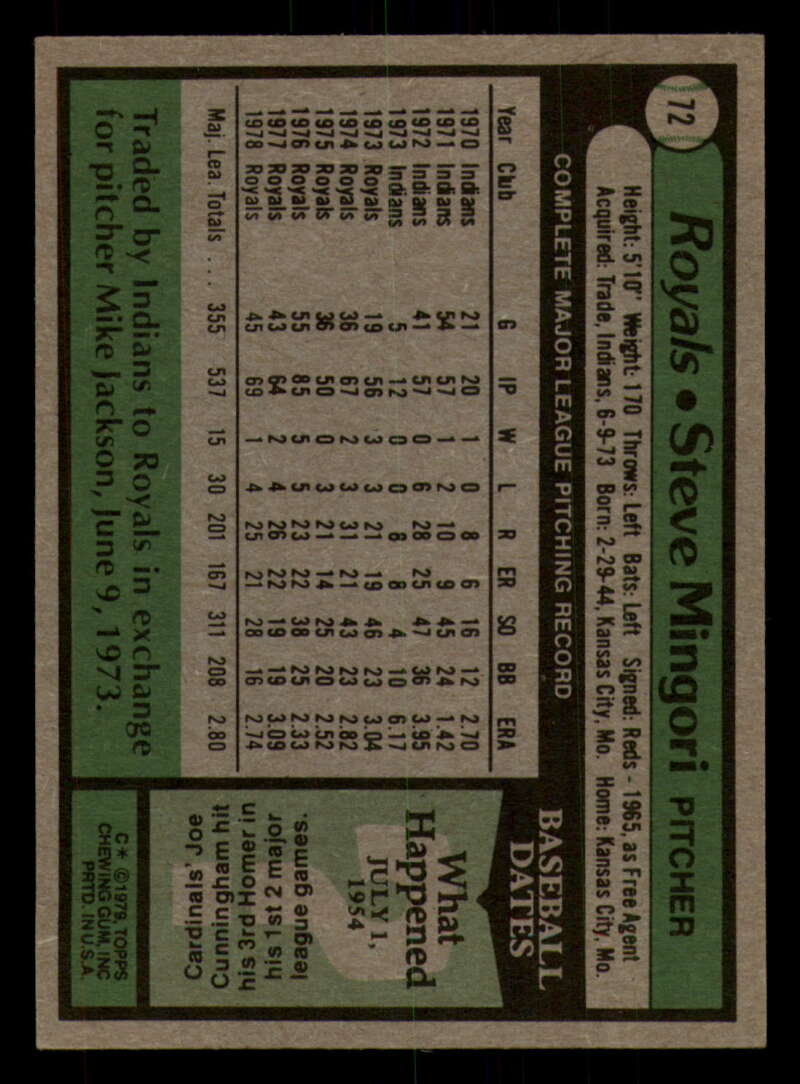 72
Royals • Steve Mingori PITCHER
Height: 5'10" Weight: 170 Throws: Left Bats: Left Signed: Reds - 1965, as Free Agent
Acquired: Trade, Indians, 6-9-73 Born: 2-29-44, Kansas City, Mo. Home: Kansas City, Mo.
COMPLETE MAJOR LEAGUE PITCHING RECORD
Year Club G IP W L R ER SO BB ERA
1970 Indians 21 20 1 0 8 6 16 12 2.70
1971 Indians 54 57 1 2 10 9 45 24 1.42
1972 Indians 41 57 0 6 28 25 47 36 3.95
1973 Indians 5 12 0 0 8 8 4 10 6.17
1973 Royals 19 56 3 3 21 19 46 23 3.04
1974 Royals 36 67 2 3 31 21 43 23 2.82
1975 Royals 36 50 0 3 21 14 25 20 2.52
1976 Royals 55 85 5 5 23 22 38 25 2.33
1977 Royals 43 64 2 4 26 22 19 19 3.09
1978 Royals 45 69 1 4 25 21 28 16 2.74
Maj. Lea. Totals . . . 355 537 15 30 201 167 311 208 2.80
Traded by Indians to Royals in exchange
for pitcher Mike Jackson, June 9, 1973.
BASEBALL
DATES
What
Happened
JULY 1,
1954
Cardinals' Joe
Cunningham hit
his 3rd Homer in
his 1st 2 major
league games.
C* ©1979, TOPPS
CHEWING GUM, INC
PRTD. IN U.S.A.